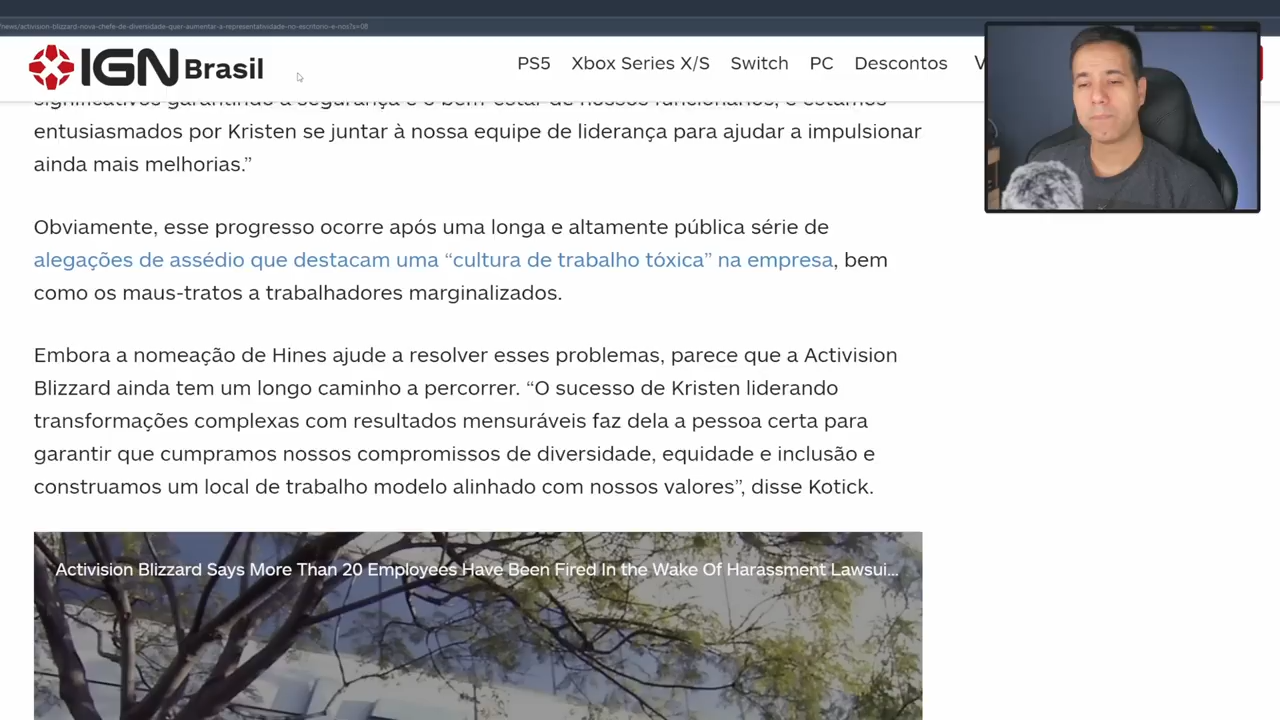 /news/activision-blizzard-nova-chefe-de-diversidade-quer-aumentar-a-representatividade-no-escritorio-e-nos?s=08
IGN Brasil
PS5 Xbox Series X/S Switch PC Descontos V
significativos garantindo a segurança e o bem-estar de nossos funcionários, e estamos
entusiasmados por Kristen se juntar à nossa equipe de liderança para ajudar a impulsionar
ainda mais melhorias.”
Obviamente, esse progresso ocorre após uma longa e altamente pública série de
alegações de assédio que destacam uma “cultura de trabalho tóxica” na empresa, bem
como os maus-tratos a trabalhadores marginalizados.
Embora a nomeação de Hines ajude a resolver esses problemas, parece que a Activision
Blizzard ainda tem um longo caminho a percorrer. “O sucesso de Kristen liderando
transformações complexas com resultados mensuráveis faz dela a pessoa certa para
garantir que cumpramos nossos compromissos de diversidade, equidade e inclusão e
construamos um local de trabalho modelo alinhado com nossos valores”, disse Kotick.
Activision Blizzard Says More Than 20 Employees Have Been Fired In the Wake Of Harassment Lawsui...